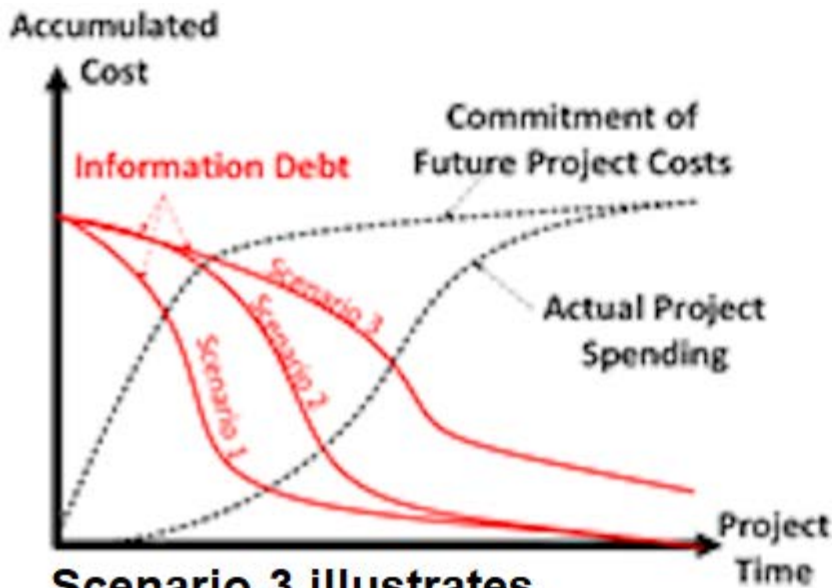 Accumulated
Cost
Commitment of
Future Project Costs
Information Debt
Scenario 3
Scenario 2
Scenario 1
Actual Project
Spending
Project
Time
Scenario 3 illustrates